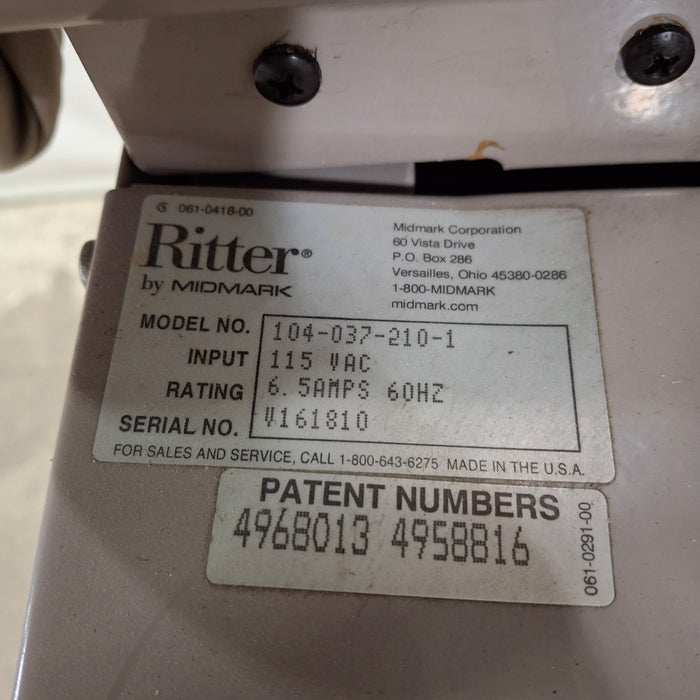 061-0418-00
Ritter®
by MIDMARK
Midmark Corporation
60 Vista Drive
P.O. Box 286
Versailles, Ohio 45380-0286
1-800-MIDMARK
midmark.com
MODEL NO. 104-037-210-1
INPUT 115 VAC
RATING 6.5AMPS 60HZ
SERIAL NO. V161810
FOR SALES AND SERVICE, CALL 1-800-643-6275 MADE IN THE U.S.A.
PATENT NUMBERS
4968013 4958816
061-0291-00